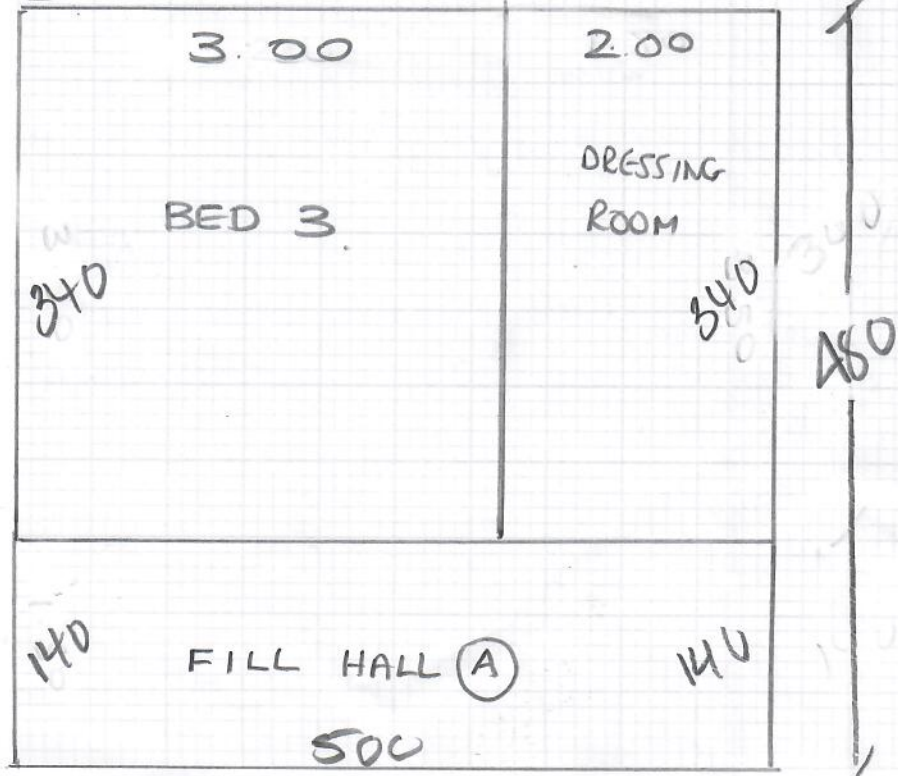 3.00 2.00
DRESSING
BED 3. ROOM
340 340
480
140 FILL HALL A 140
500